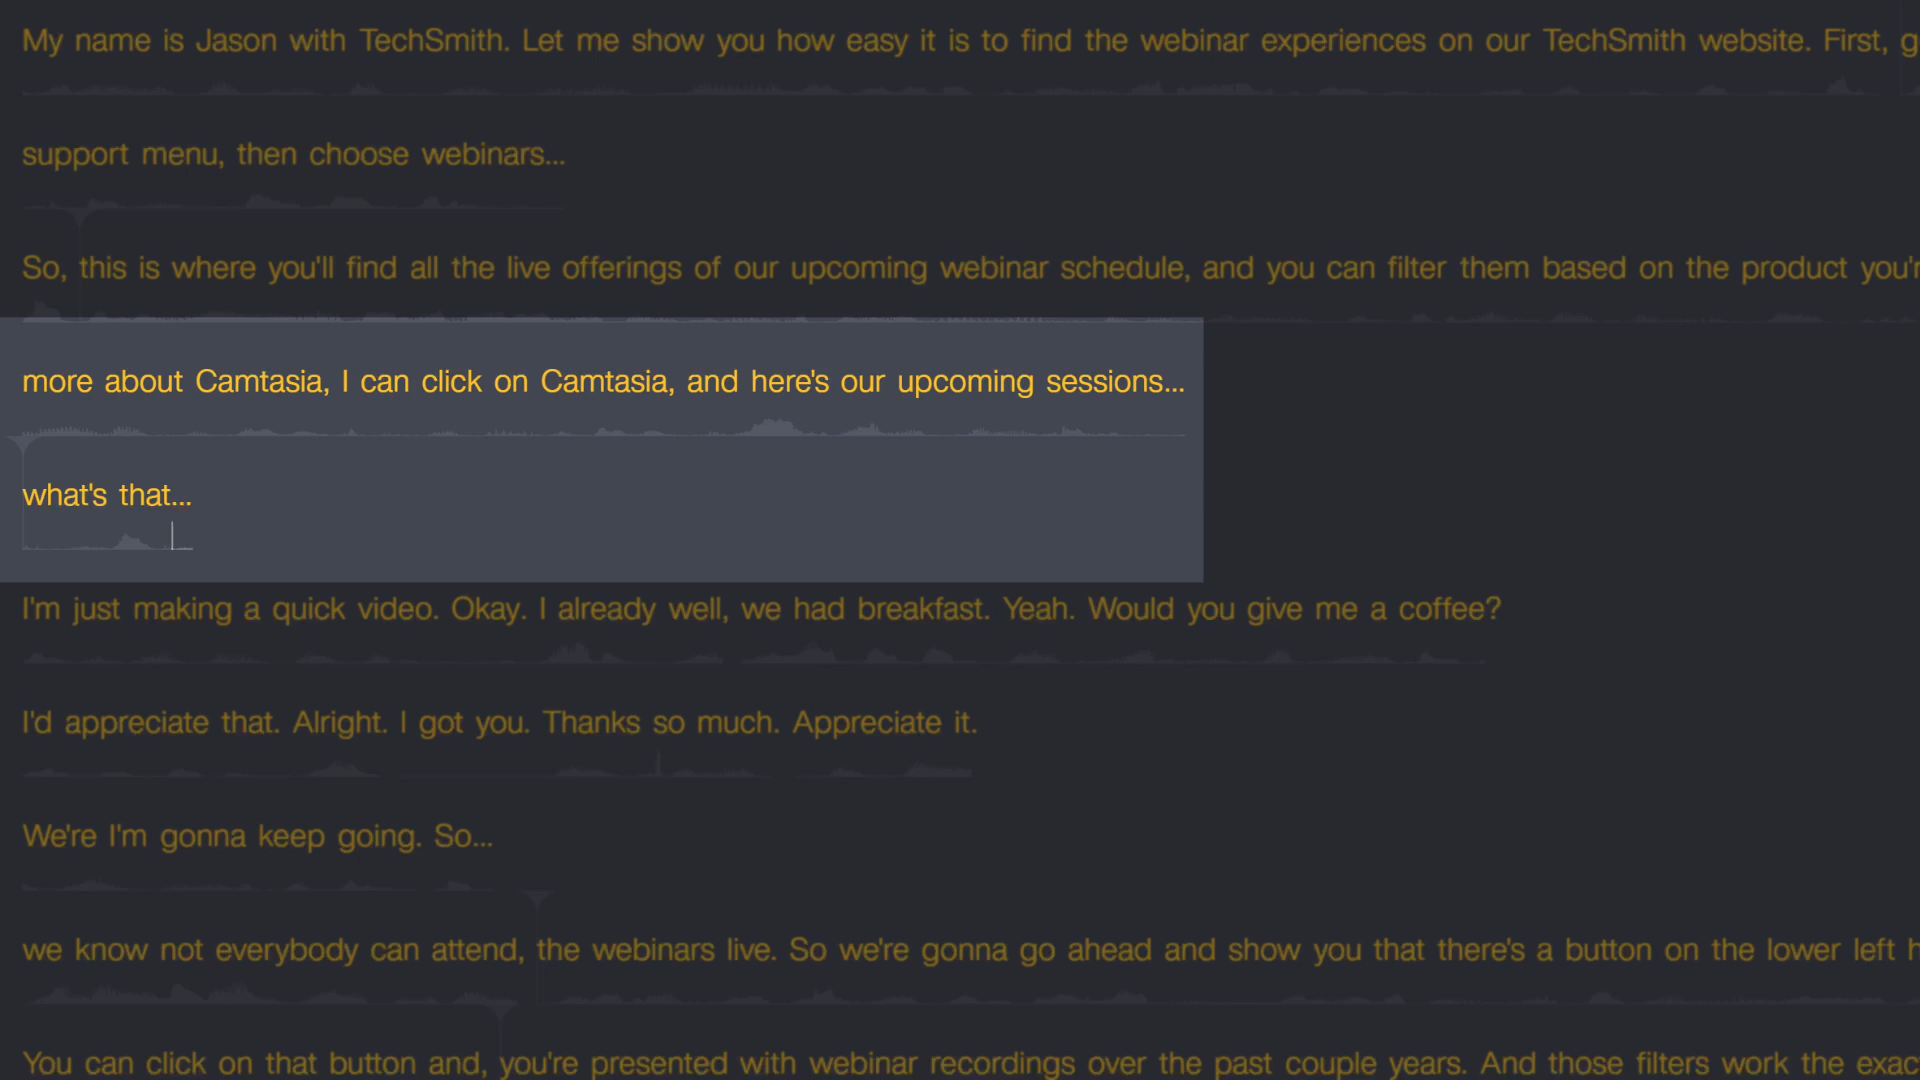 My name is Jason with TechSmith. Let me show you how easy it is to find the webinar experiences on our TechSmith website. First,
support menu, then choose webinars...
So, this is where you'll find all the live offerings of our upcoming webinar schedule, and you can filter them based on the product
more about Camtasia, I can click on Camtasia, and here's our upcoming sessions...
what's that...
I'm just making a quick video. Okay. I already well, we had breakfast. Yeah. Would you give me a coffee?
I'd appreciate that. Alright. I got you. Thanks so much. Appreciate it.
We're I'm gonna keep going. So...
we know not everybody can attend, the webinars live. So we're gonna go ahead and show you that there's a button on the lower left
You can click on that button and, you're presented with webinar recordings over the past couple years. And those filters work the